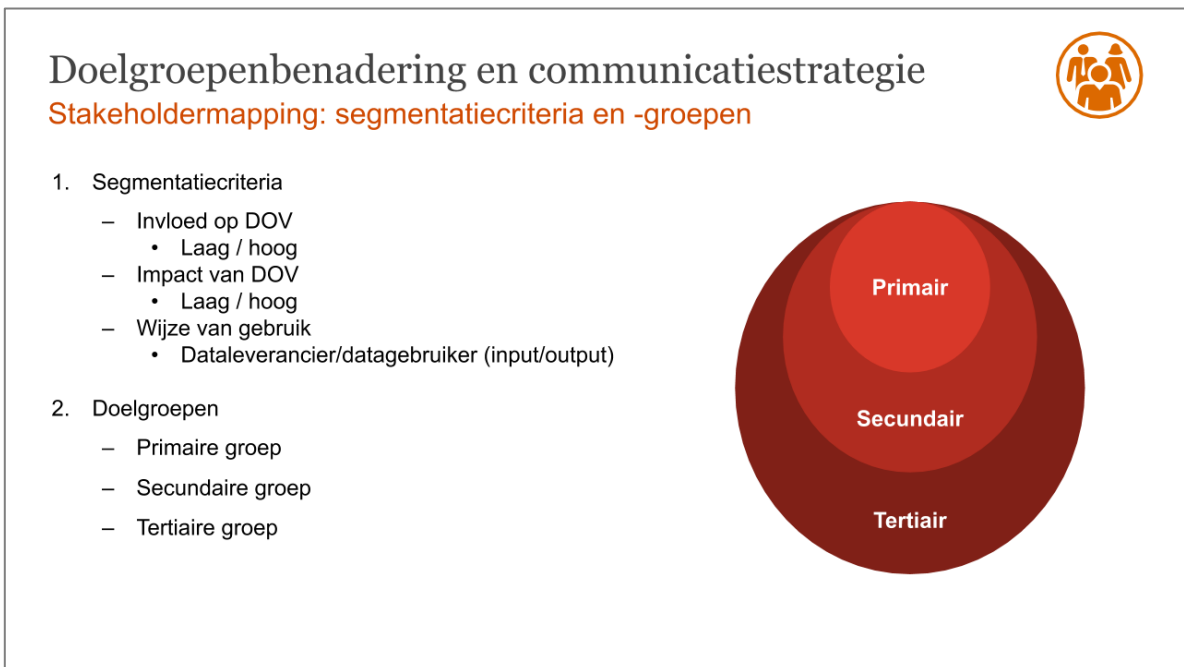 Doelgroepenbenadering en communicatiestrategie
Stakeholdermapping: segmentatiecriteria en -groepen
1. Segmentatiecriteria
– Invloed op DOV
• Laag / hoog
– Impact van DOV
• Laag / hoog
– Wijze van gebruik
• Dataleverancier/datagebruiker (input/output)
2. Doelgroepen
– Primaire groep
– Secundaire groep
– Tertiaire groep
Primair
Secundair
Tertiair